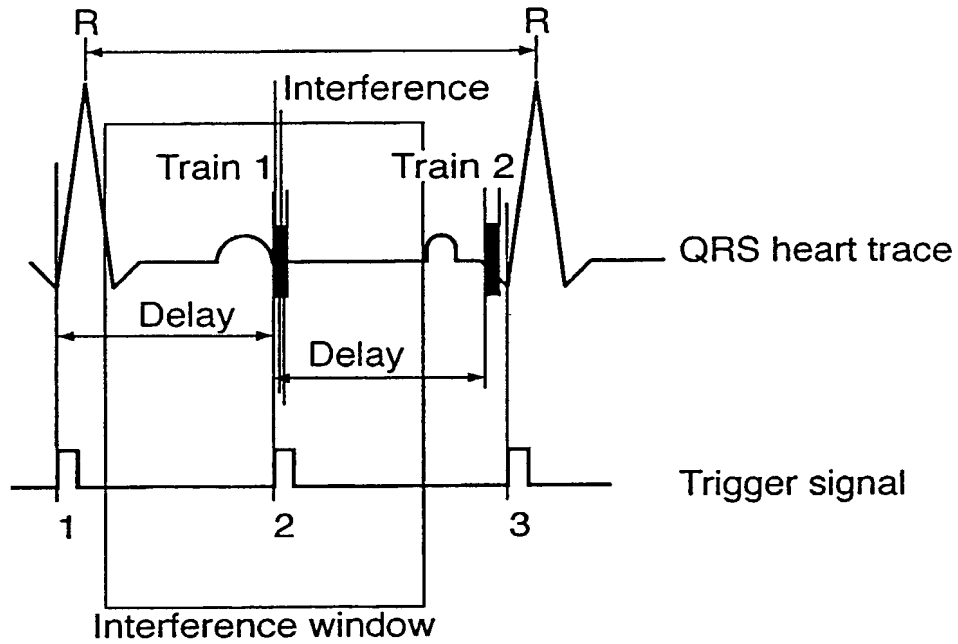 R R
Interference
Train 1 Train 2
QRS heart trace
Delay
Delay
Trigger signal
1 2 3
Interference window